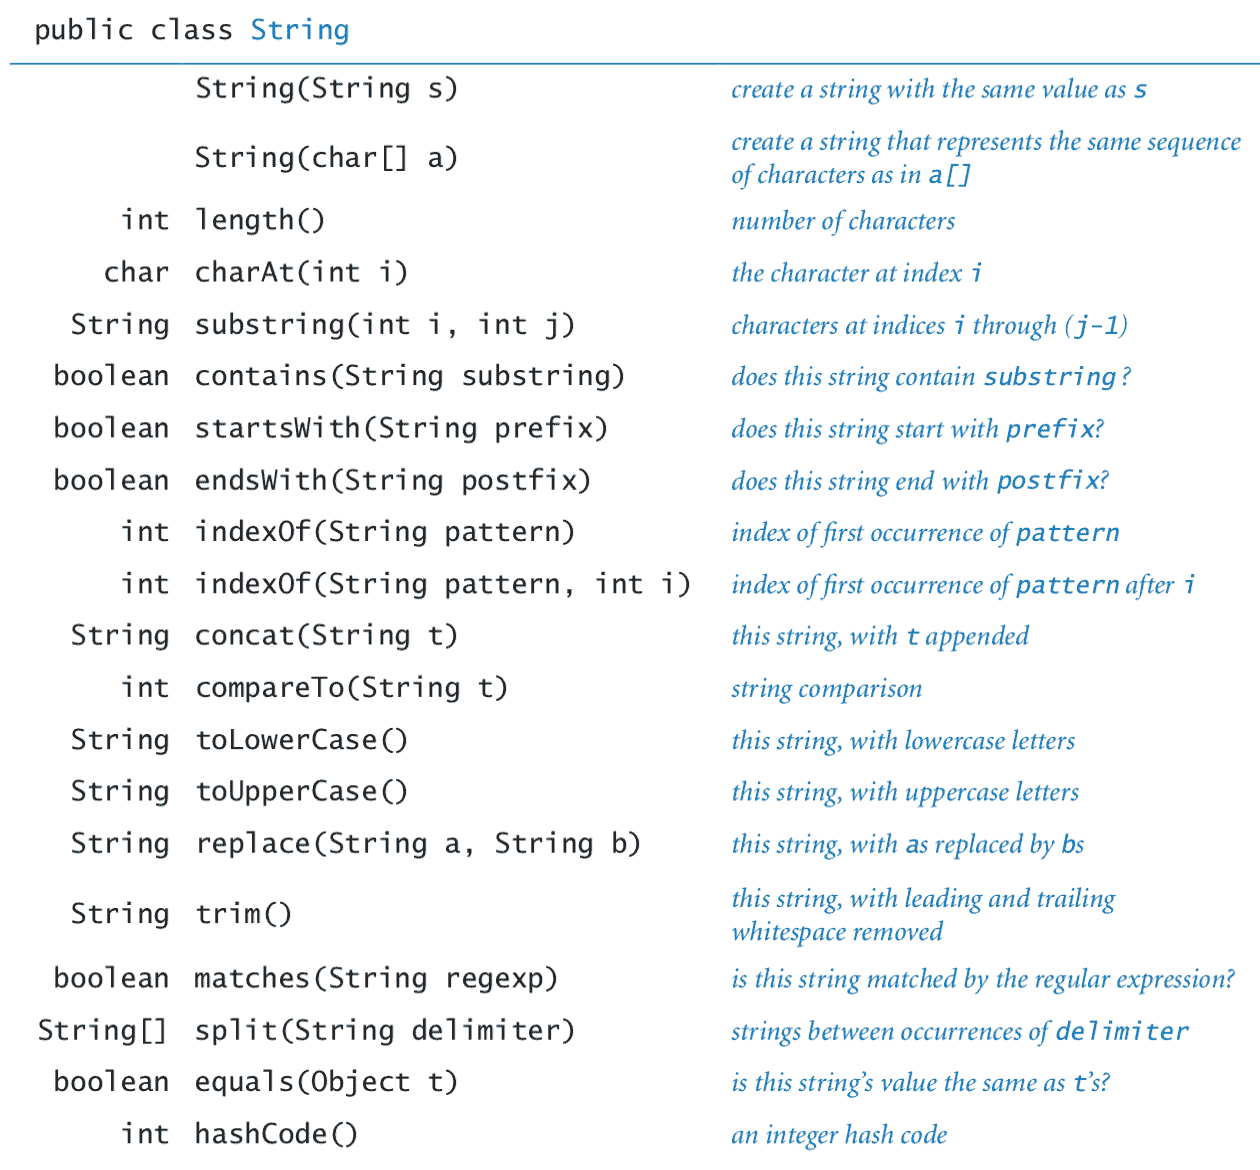 public class String
String(String s) create a string with the same value as s
String(char[] a) create a string that represents the same sequence
of characters as in a[]
int length() number of characters
char charAt(int i) the character at index i
String substring(int i, int j) characters at indices i through (j-1)
boolean contains(String substring) does this string contain substring?
boolean startsWith(String prefix) does this string start with prefix?
boolean endsWith(String postfix) does this string end with postfix?
int indexOf(String pattern) index of first occurrence of pattern
int indexOf(String pattern, int i) index of first occurrence of pattern after i
String concat(String t) this string, with t appended
int compareTo(String t) string comparison
String toLowerCase() this string, with lowercase letters
String toUpperCase() this string, with uppercase letters
String replace(String a, String b) this string, with as replaced by bs
String trim() this string, with leading and trailing
whitespace removed
boolean matches(String regexp) is this string matched by the regular expression?
String[] split(String delimiter) strings between occurrences of delimiter
boolean equals(Object t) is this string's value the same as t's?
int hashCode() an integer hash code